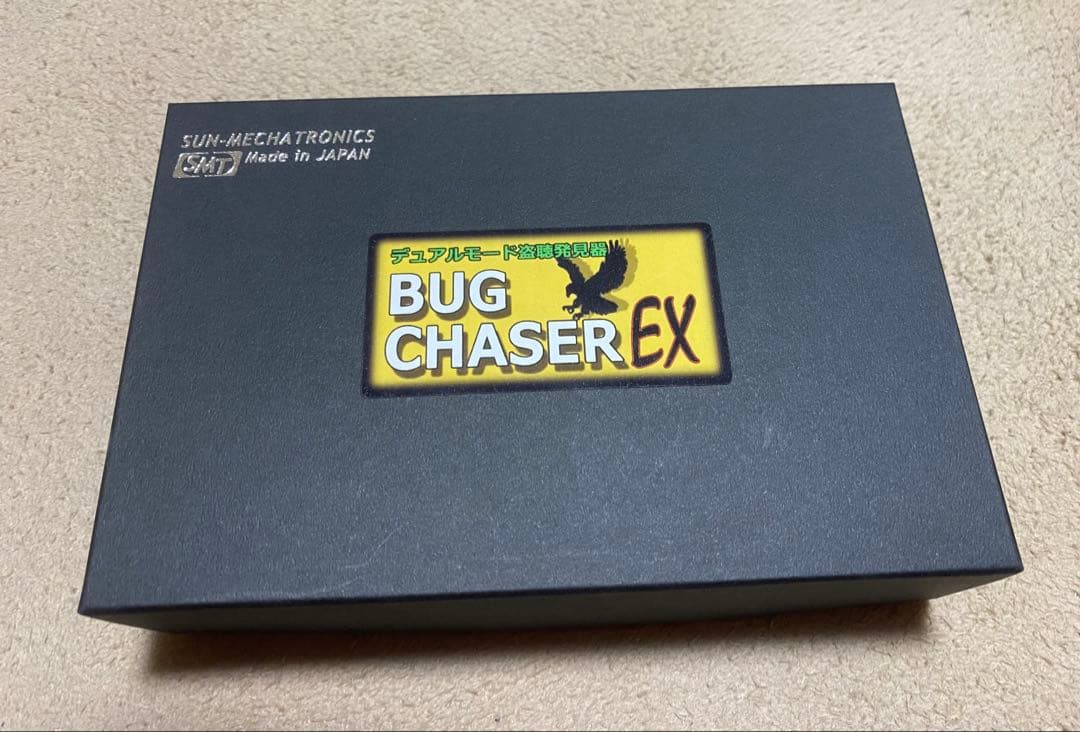 SUN-MECHATRONICS
SMT Made in JAPAN
デュアルモード盗聴発見器
BUG
CHASER EX